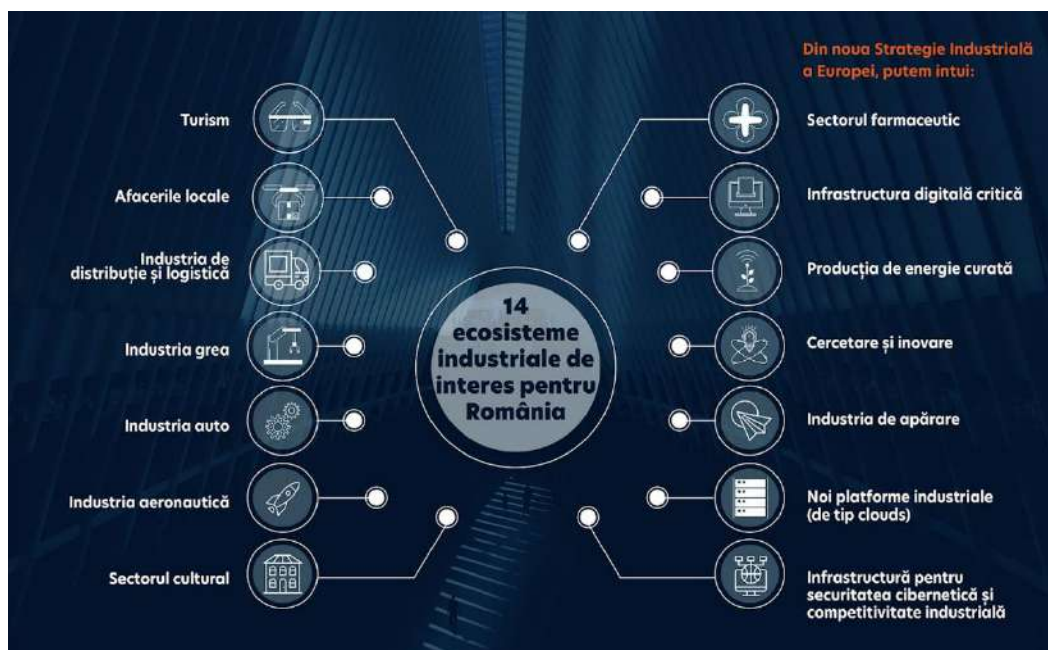 Din noua Strategie Industrială
a Europei, putem intui:
Turism
Afacerile locale
Industria de
distribuție și logistică
Industria grea
Industria auto
Industria aeronautică
Sectorul cultural
14
ecosisteme
industriale de
interes pentru
România
Sectorul farmaceutic
Infrastructura digitală critică
Producția de energie curată
Cercetare și inovare
Industria de apărare
Noi platforme industriale
(de tip clouds)
Infrastructură pentru
securitatea cibernetică și
competitivitate industrială